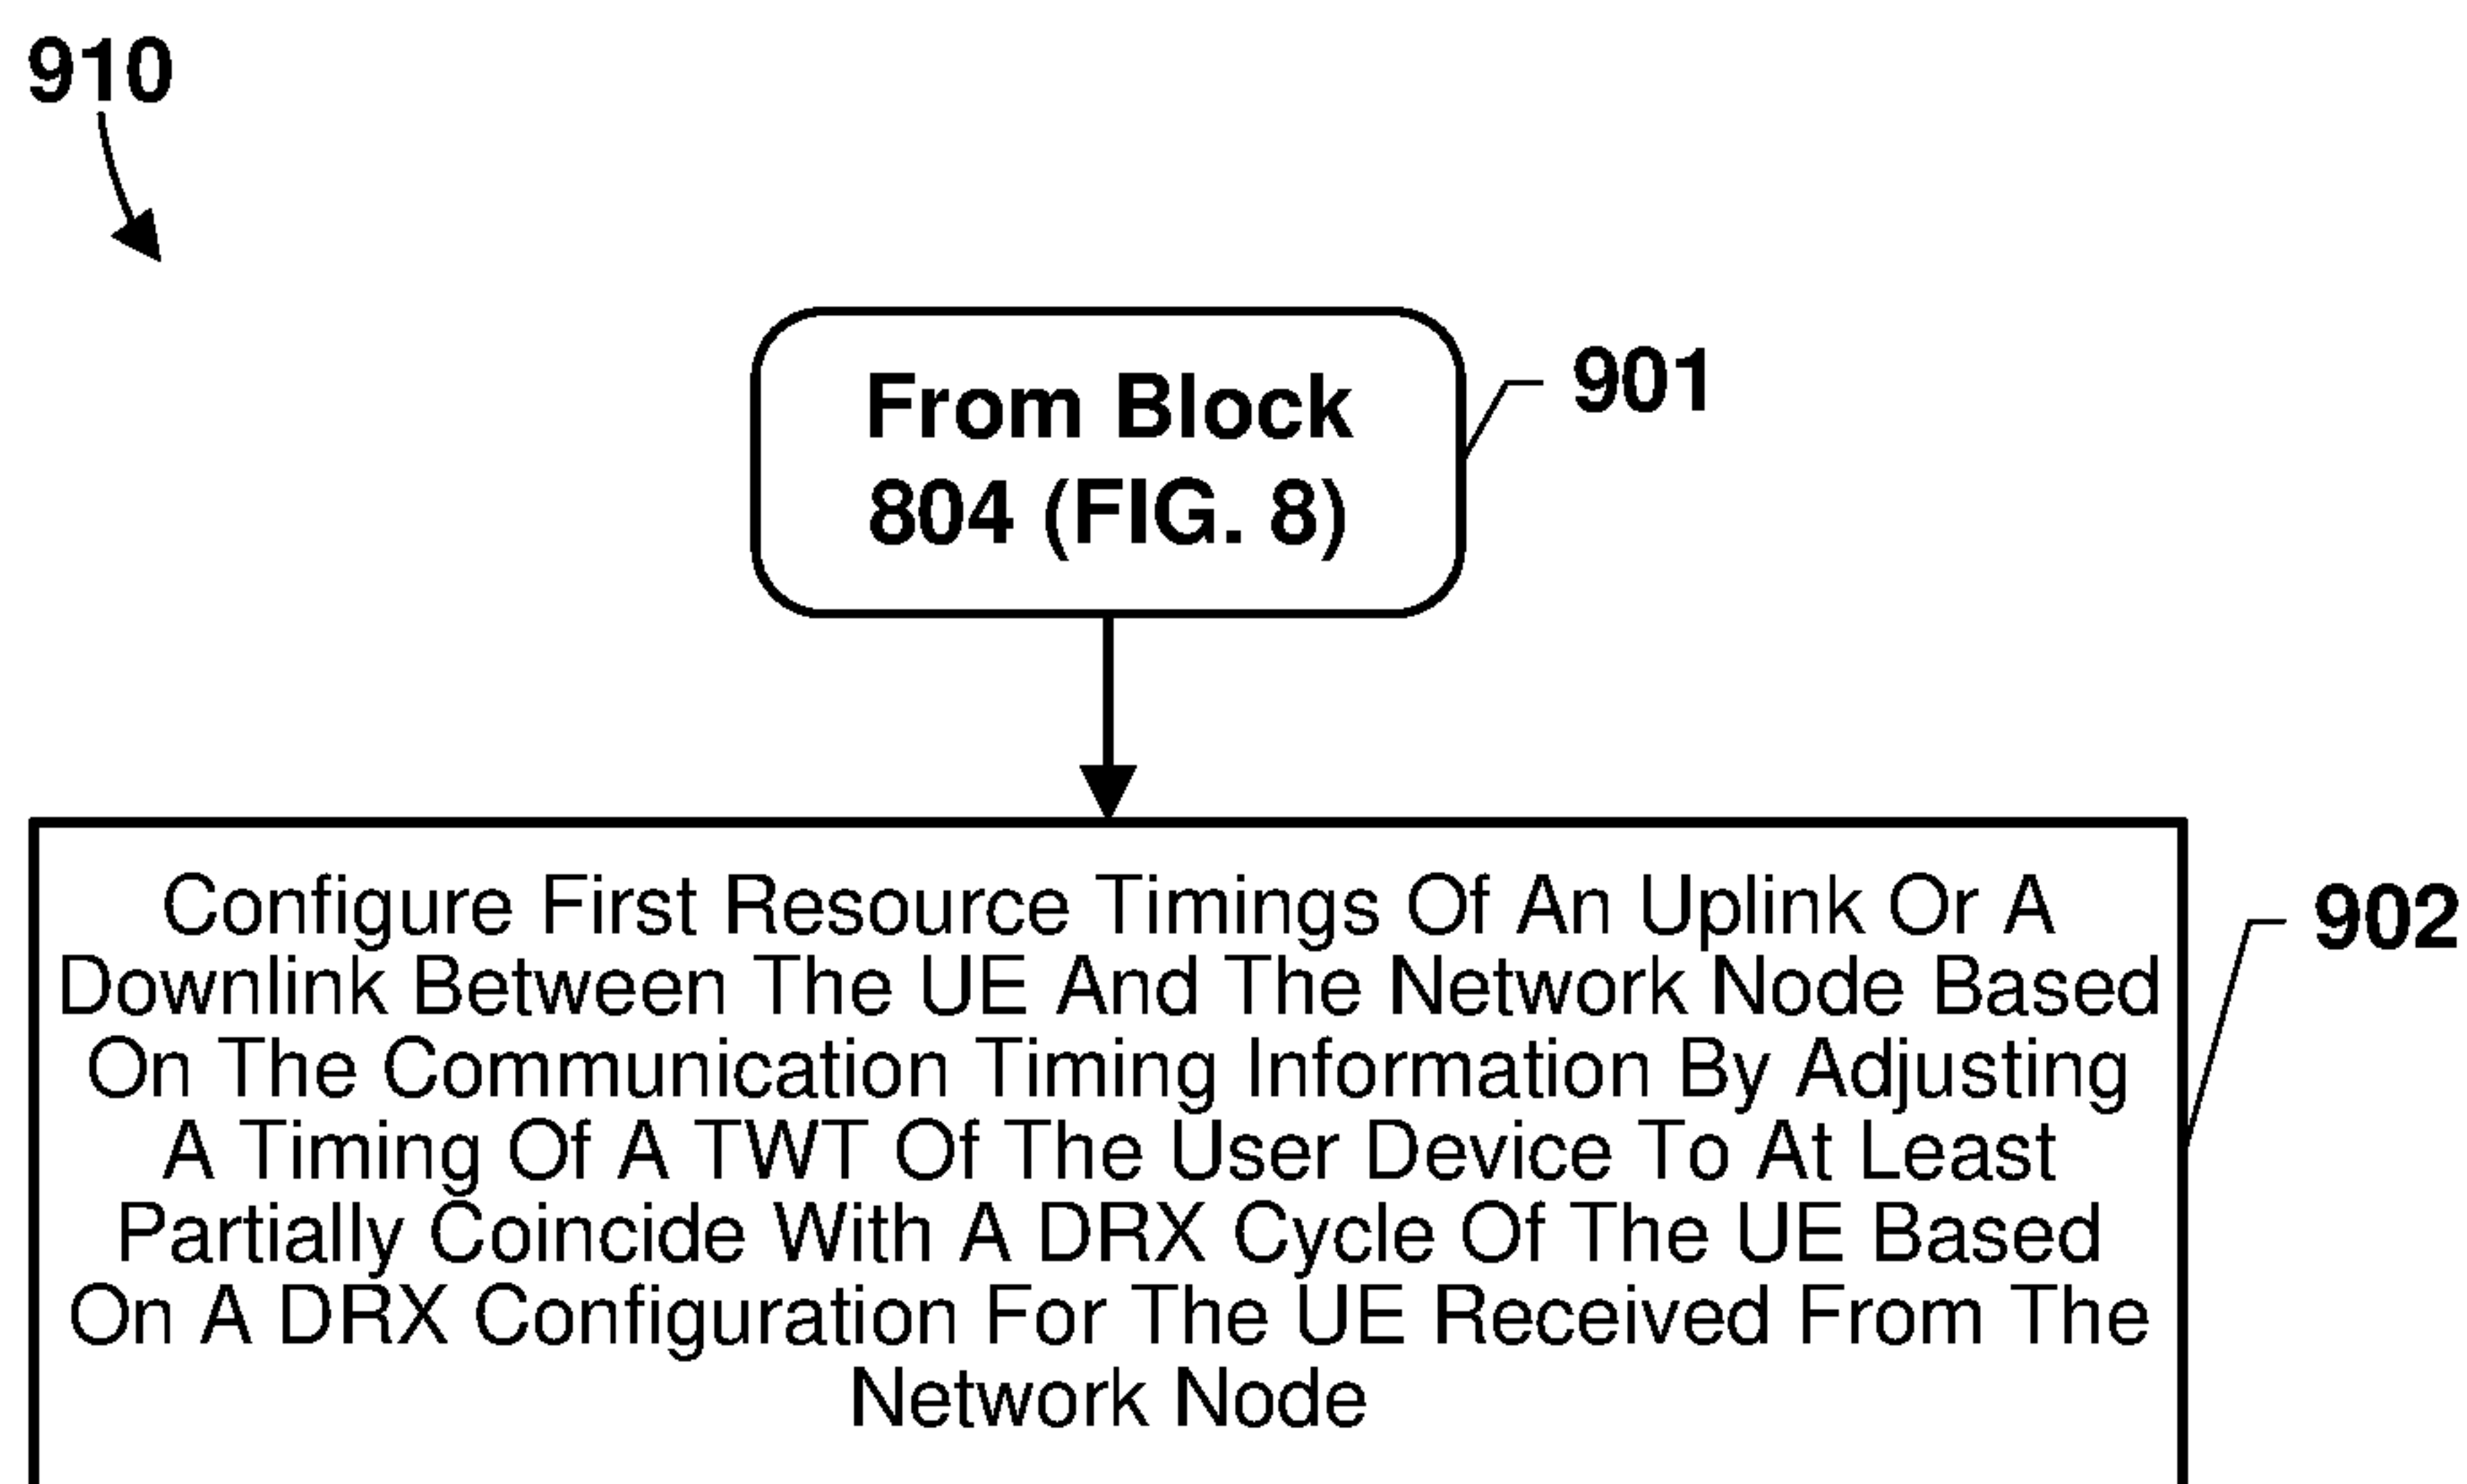 910
From Block
804 (FIG. 8)
901
Configure First Resource Timings Of An Uplink Or A
Downlink Between The UE And The Network Node Based
On The Communication Timing Information By Adjusting
A Timing Of A TWT Of The User Device To At Least
Partially Coincide With A DRX Cycle Of The UE Based
On A DRX Configuration For The UE Received From The
Network Node
902